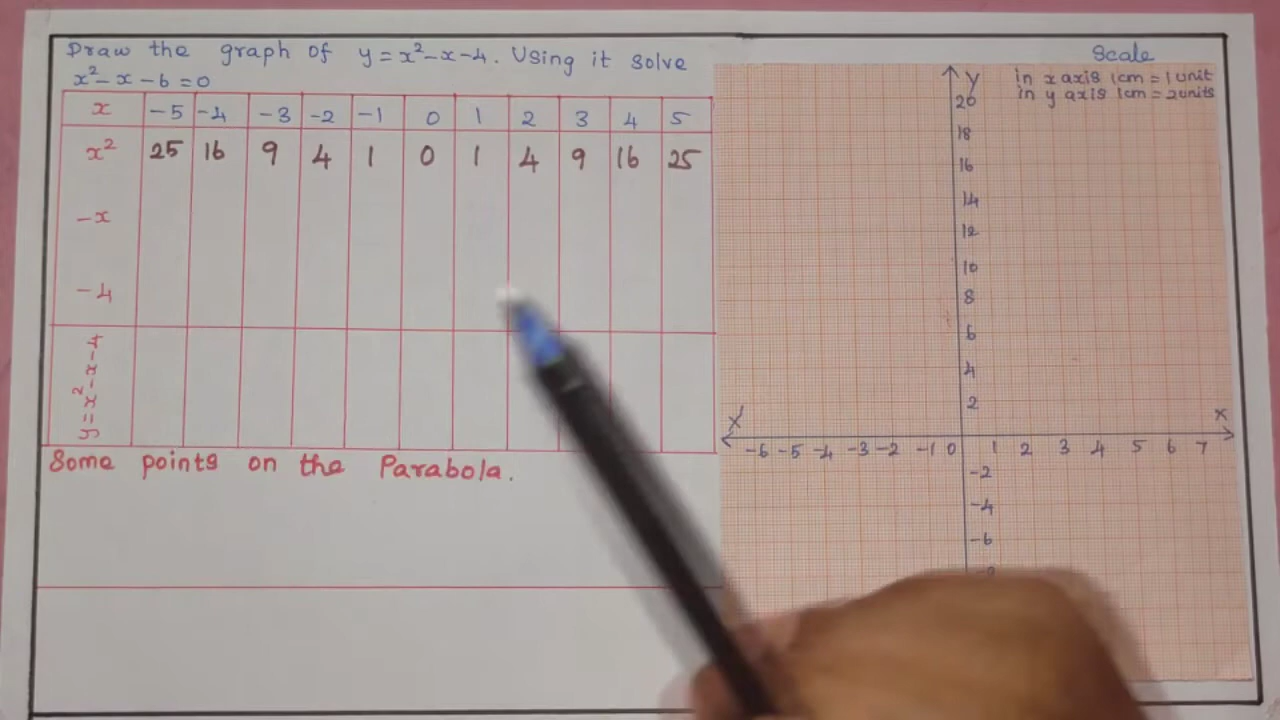 Draw the graph of y = x² - x - 4. Using it solve
x² - x - 6 = 0
x -5 -4 -3 -2 -1 0 1 2 3 4 5
x² 25 16 9 4 1 0 1 4 9 16 25
-x
-4
y = x² - x - 4
Some points on the Parabola.
Scale
in x axis 1cm = 1 unit
in y axis 1cm = 2 units
Y
20
18
16
14
12
10
8
6
4
2
X' X
-6 -5 -4 -3 -2 -1 0 1 2 3 4 5 6 7
-2
-4
-6